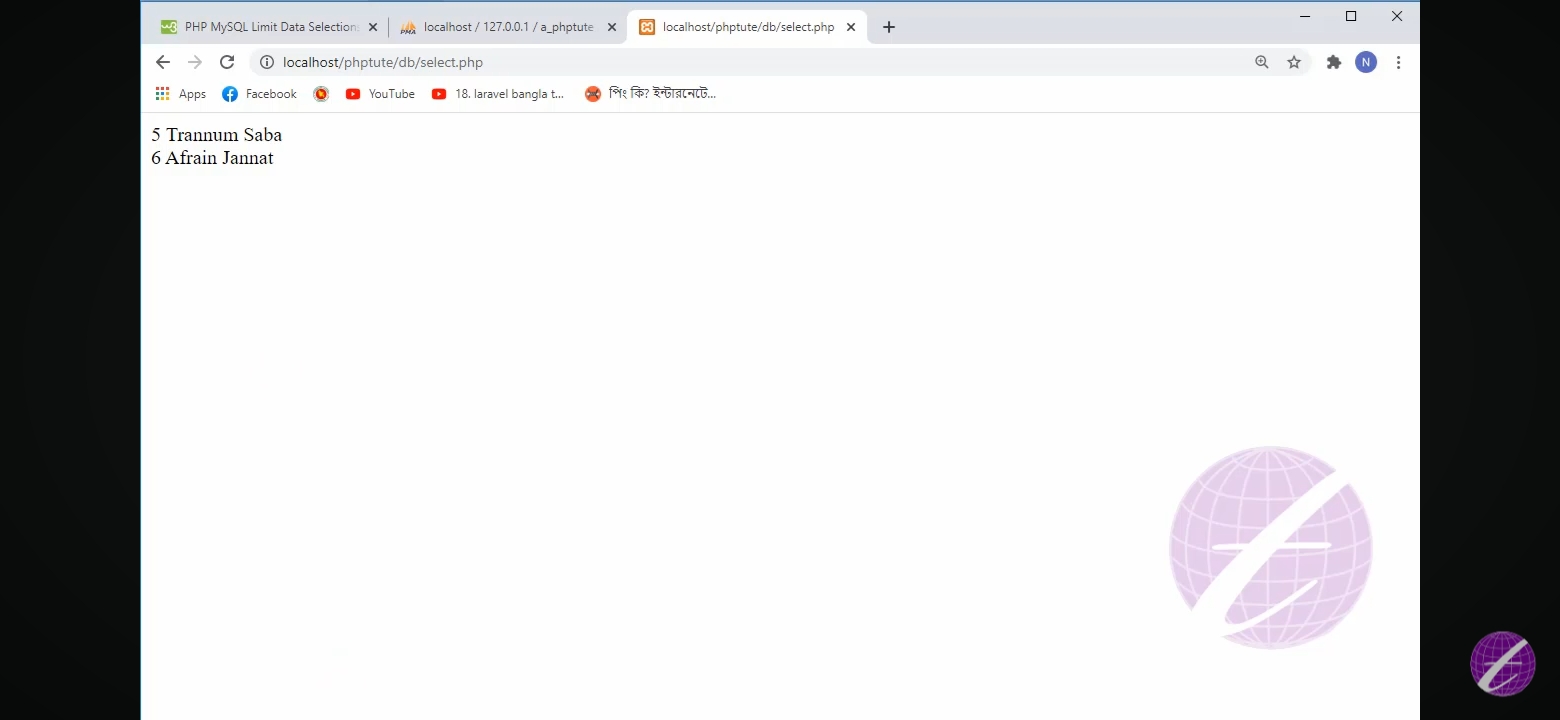 PHP MySQL Limit Data Selections
localhost / 127.0.0.1 / a_phptute
localhost/phptute/db/select.php
localhost/phptute/db/select.php
N
Apps
Facebook
YouTube
18. laravel bangla t...
পিং কি? ইন্টারনেটে...
5 Trannum Saba
6 Afrain Jannat